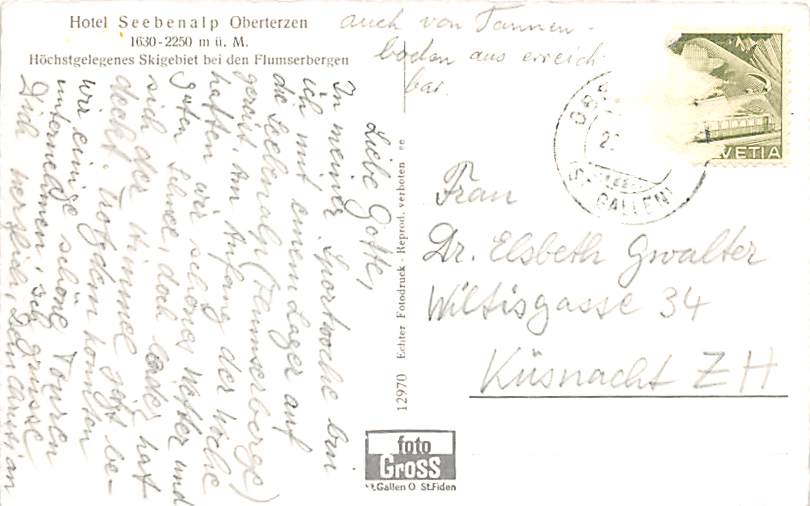 Hotel Seebenalp Oberterzen
1630-2250 m ü. M.
Höchstgelegenes Skigebiet bei den Flumserbergen
auch von Tannen-
boden aus erreich-
bar.
Liebe Gotte,
In meiner Sportwoche bin
ich mit einem Lager auf
die Seebenalp (Flumserberge)
gereist. Am Anfang der Woche
hatten wir schönes Wetter und
guten Schnee, doch leider hat
sich der Himmel jetzt be-
deckt. Trotzdem konnten
wir einige schöne Touren
unternehmen. Ich grüsse
Dich herzlich, Dein Christian
12970 Echter Fotodruck - Reprod. verboten
foto
Gross
St.Gallen O St.Fiden
HELVETIA
(ST. GALLEN)
Frau
Dr. Elsbeth Gwalter
Wiltisgasse 34
Küsnacht ZH